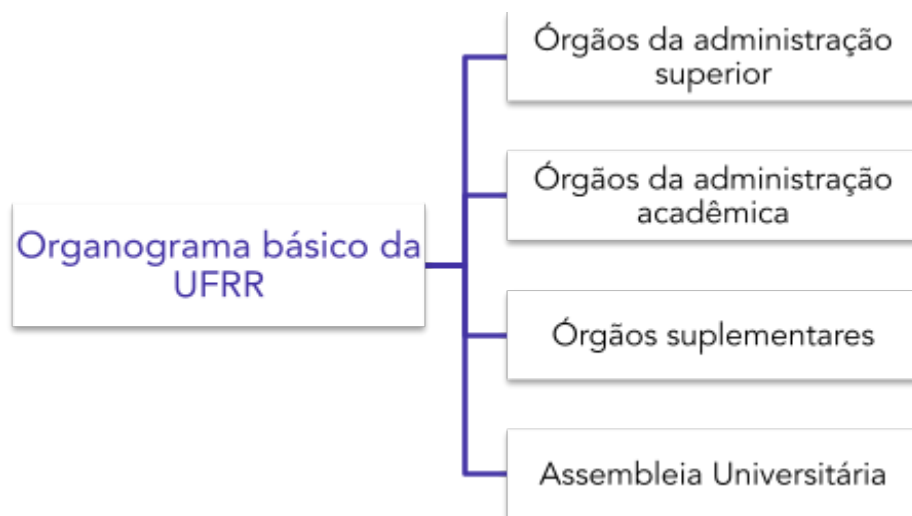 Órgãos da administração
superior
Órgãos da administração
acadêmica
Organograma básico da
UFRR
Órgãos suplementares
Assembleia Universitária